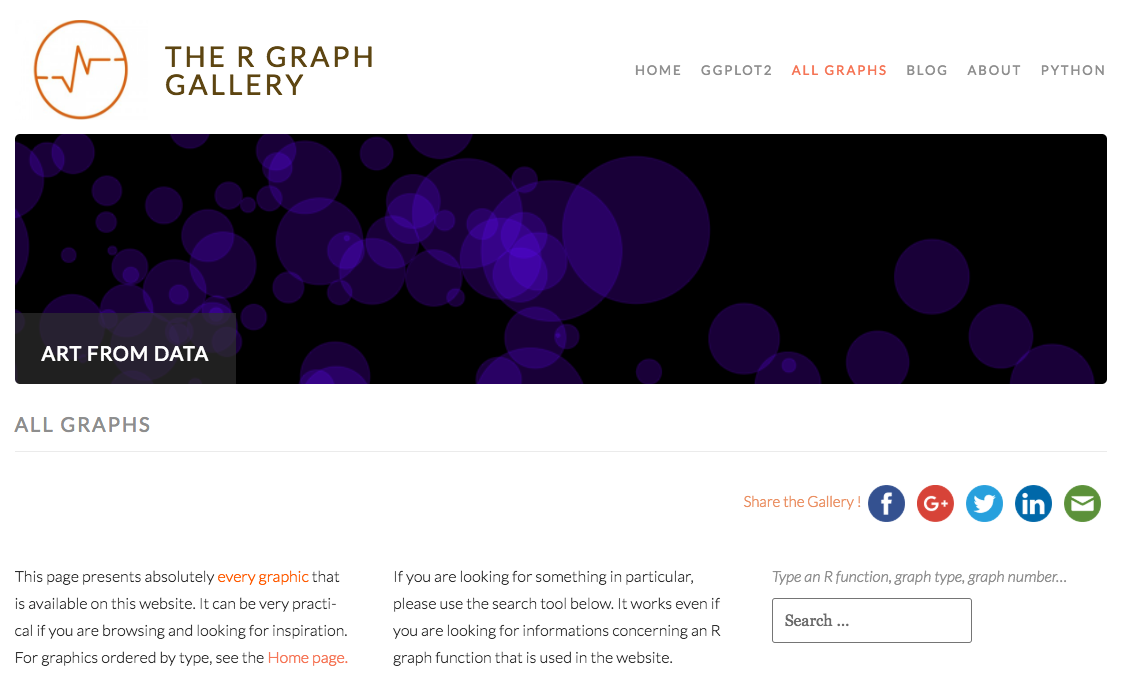 THE R GRAPH
GALLERY
HOME GGPLOT2 ALL GRAPHS BLOG ABOUT PYTHON
ART FROM DATA
ALL GRAPHS
Share the Gallery !
This page presents absolutely every graphic that
is available on this website. It can be very practi-
cal if you are browsing and looking for inspiration.
For graphics ordered by type, see the Home page.
If you are looking for something in particular,
please use the search tool below. It works even if
you are looking for informations concerning an R
graph function that is used in the website.
Type an R function, graph type, graph number...
Search ...